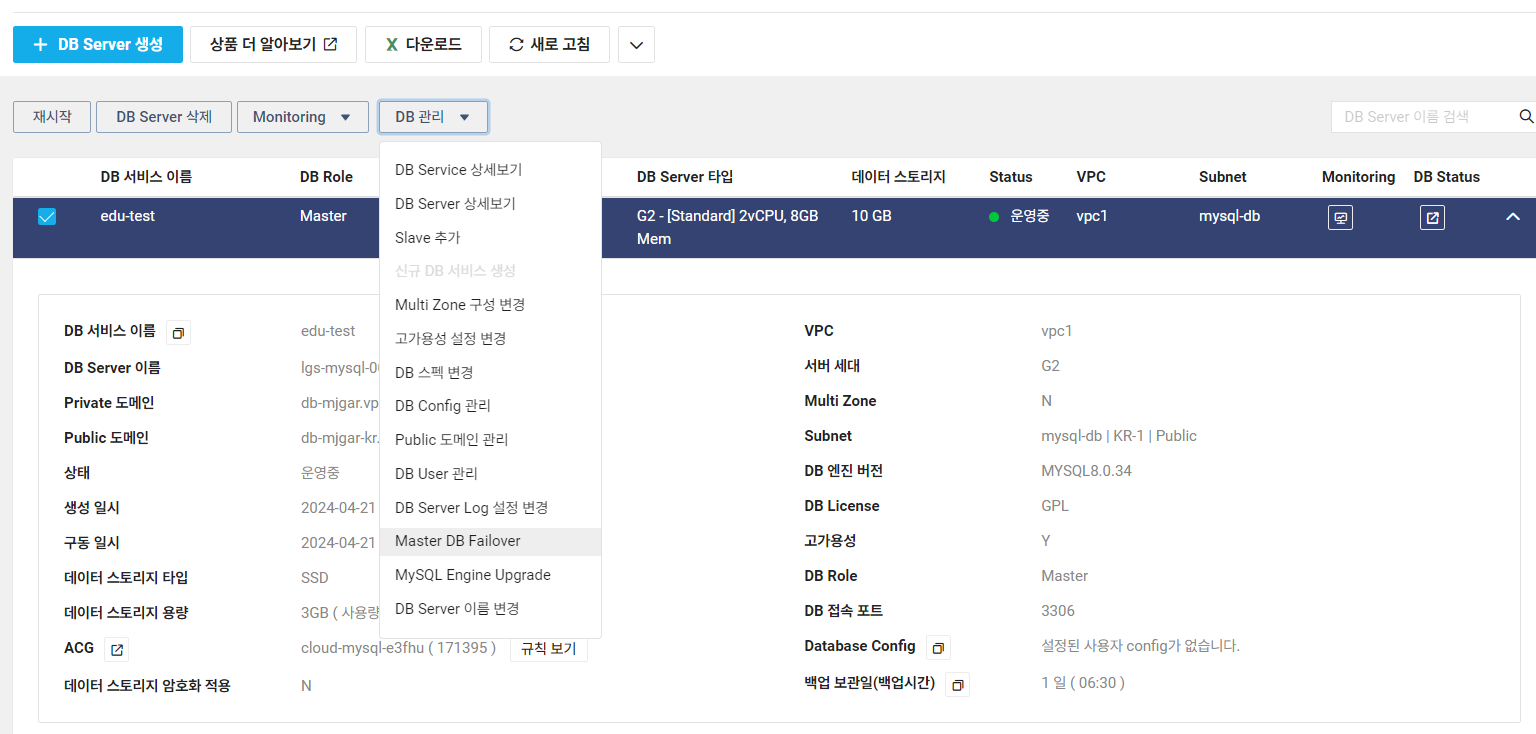 DB Server 생성
상품 더 알아보기
다운로드
새로 고침
재시작
DB Server 삭제
Monitoring
DB 관리
DB Server 이름 검색
DB 서비스 이름
DB Role
DB Server 타입
데이터 스토리지
Status
VPC
Subnet
Monitoring
DB Status
edu-test
Master
G2 - [Standard] 2vCPU, 8GB
Mem
10 GB
운영중
vpc1
mysql-db
DB Service 상세보기
DB Server 상세보기
Slave 추가
신규 DB 서비스 생성
Multi Zone 구성 변경
고가용성 설정 변경
DB 스펙 변경
DB Config 관리
Public 도메인 관리
DB User 관리
DB Server Log 설정 변경
Master DB Failover
MySQL Engine Upgrade
DB Server 이름 변경
DB 서비스 이름 edu-test
DB Server 이름 lgs-mysql-0
Private 도메인 db-mjgar.vp
Public 도메인 db-mjgar-kr.
상태 운영중
생성 일시 2024-04-21
구동 일시 2024-04-21
데이터 스토리지 타입 SSD
데이터 스토리지 용량 3GB ( 사용량
ACG cloud-mysql-e3fhu ( 171395 ) 규칙 보기
데이터 스토리지 암호화 적용 N
VPC vpc1
서버 세대 G2
Multi Zone N
Subnet mysql-db | KR-1 | Public
DB 엔진 버전 MYSQL8.0.34
DB License GPL
고가용성 Y
DB Role Master
DB 접속 포트 3306
Database Config 설정된 사용자 config가 없습니다.
백업 보관일(백업시간) 1 일 ( 06:30 )